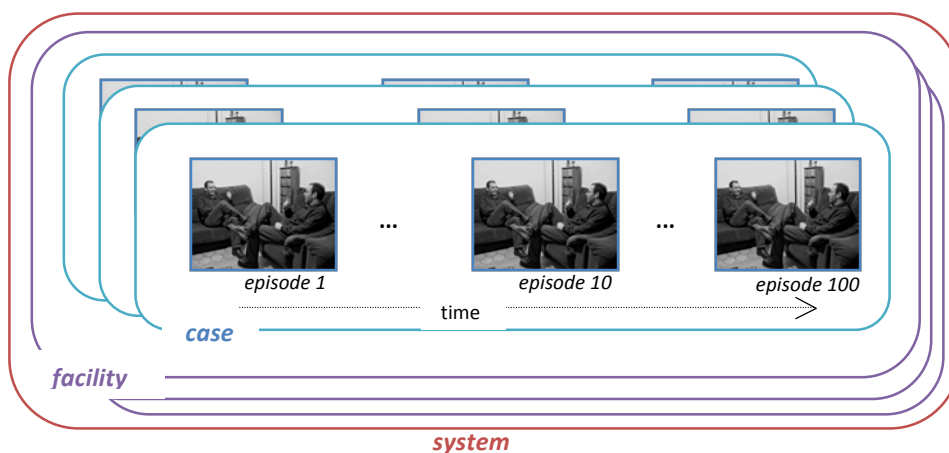 ... ...
episode 1 episode 10 episode 100
time
case
facility
system